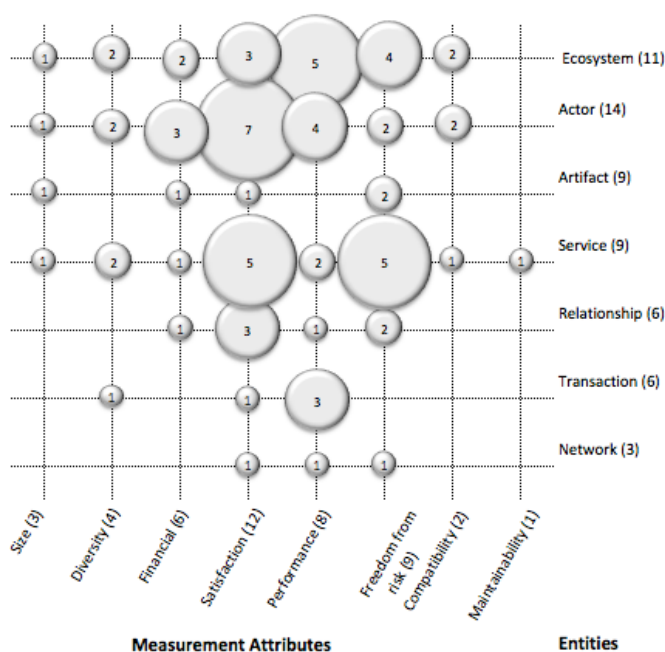 1 2 2 3 5 4 2 Ecosystem (11)
1 2 3 7 4 2 2 Actor (14)
1 1 1 2 Artifact (9)
1 2 1 5 2 5 1 1 Service (9)
1 3 1 2 Relationship (6)
1 1 3 Transaction (6)
1 1 1 Network (3)
Size (3)
Diversity (4)
Financial (6)
Satisfaction (12)
Performance (8)
Freedom from
risk (9)
Compatibility (2)
Maintainability (1)
Measurement Attributes
Entities